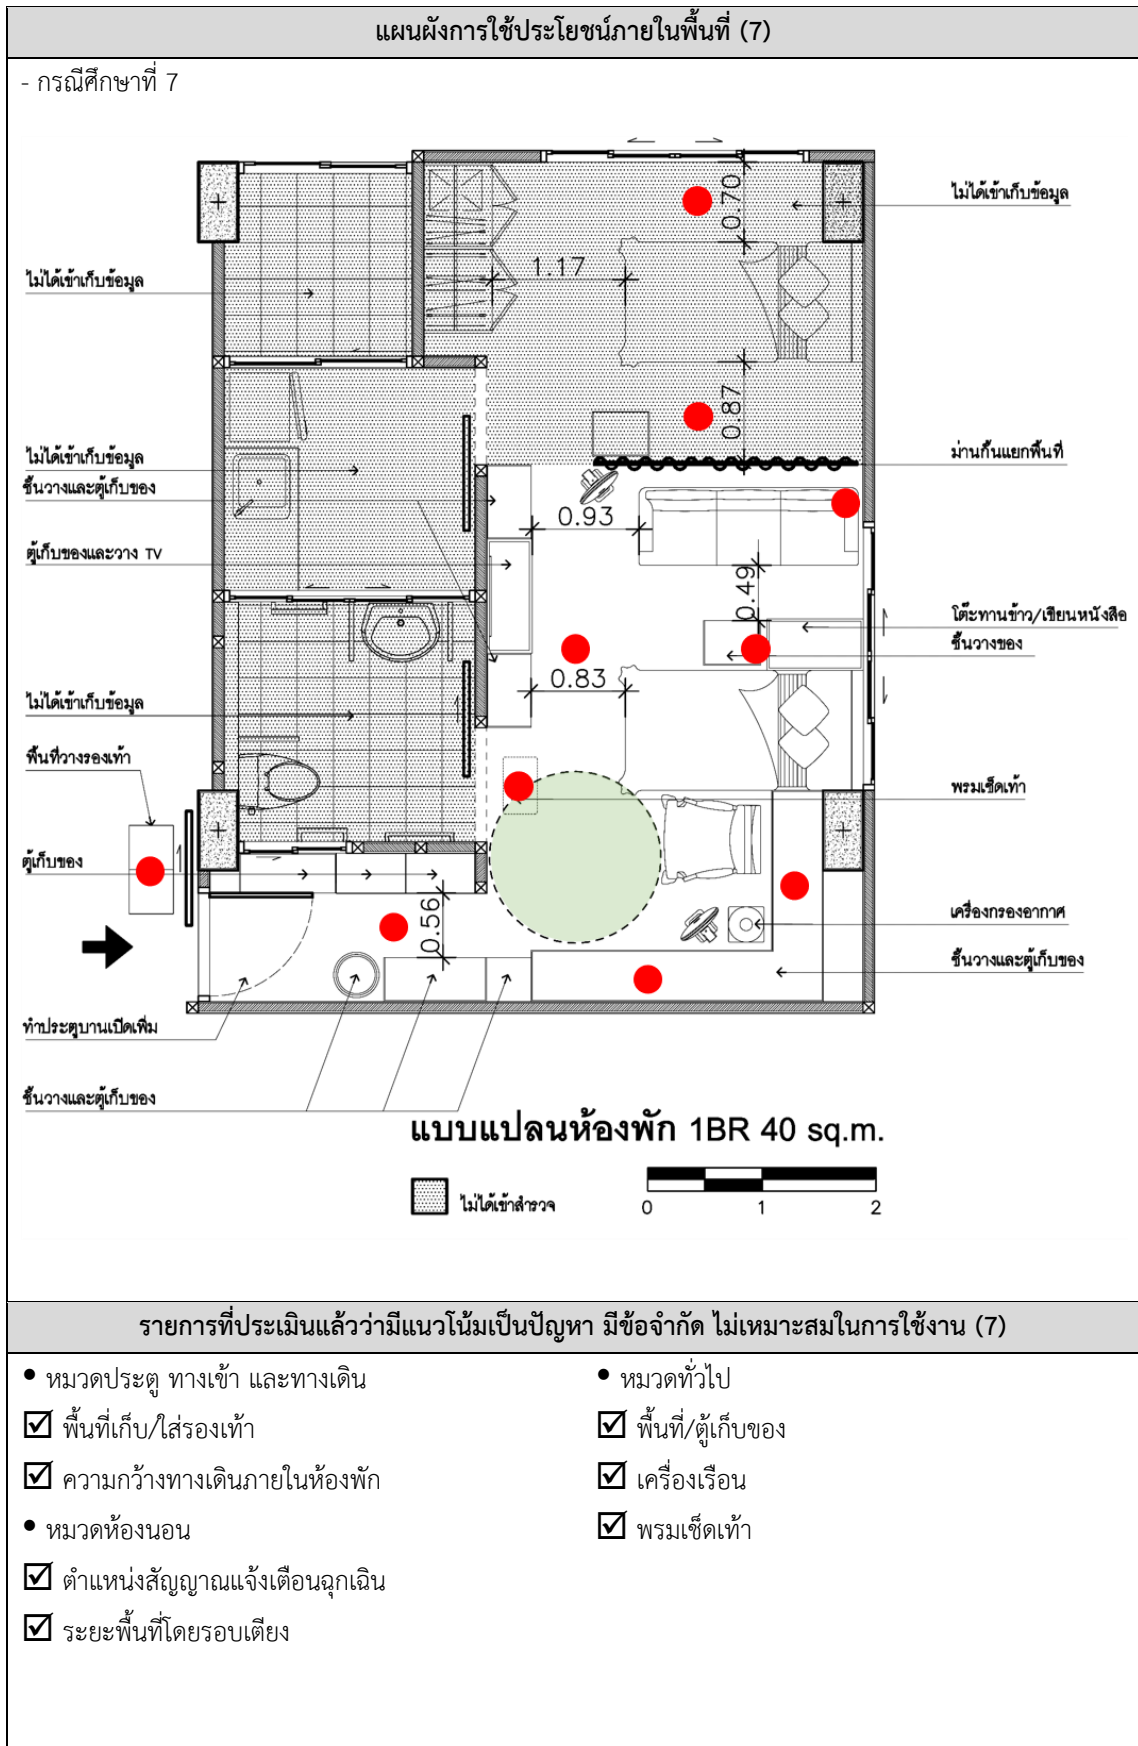 แผนผังการใช้ประโยชน์ภายในพื้นที่ (7)
- กรณีศึกษาที่ 7
ไม่ได้เข้าเก็บข้อมูล
0.70
ไม่ได้เข้าเก็บข้อมูล
1.17
0.87
ไม่ได้เข้าเก็บข้อมูล
ชั้นวางและตู้เก็บของ
ม่านกั้นแยกพื้นที่
0.93
ตู้เก็บของและวาง TV
0.49
โต๊ะทานข้าว/เขียนหนังสือ
ชั้นวางของ
0.83
ไม่ได้เข้าเก็บข้อมูล
พื้นที่วางรองเท้า
พรมเช็ดเท้า
ตู้เก็บของ
0.56
เครื่องกรองอากาศ
ชั้นวางและตู้เก็บของ
ทำประตูบานเปิดเพิ่ม
ชั้นวางและตู้เก็บของ
แบบแปลนห้องพัก 1BR 40 sq.m.
ไม่ได้เข้าสำรวจ
0 1 2
รายการที่ประเมินแล้วว่ามีแนวโน้มเป็นปัญหา มีข้อจำกัด ไม่เหมาะสมในการใช้งาน (7)
• หมวดประตู ทางเข้า และทางเดิน
☑ พื้นที่เก็บ/ใส่รองเท้า
☑ ความกว้างทางเดินภายในห้องพัก
• หมวดห้องนอน
☑ ตำแหน่งสัญญาณแจ้งเตือนฉุกเฉิน
☑ ระยะพื้นที่โดยรอบเตียง
• หมวดทั่วไป
☑ พื้นที่/ตู้เก็บของ
☑ เครื่องเรือน
☑ พรมเช็ดเท้า